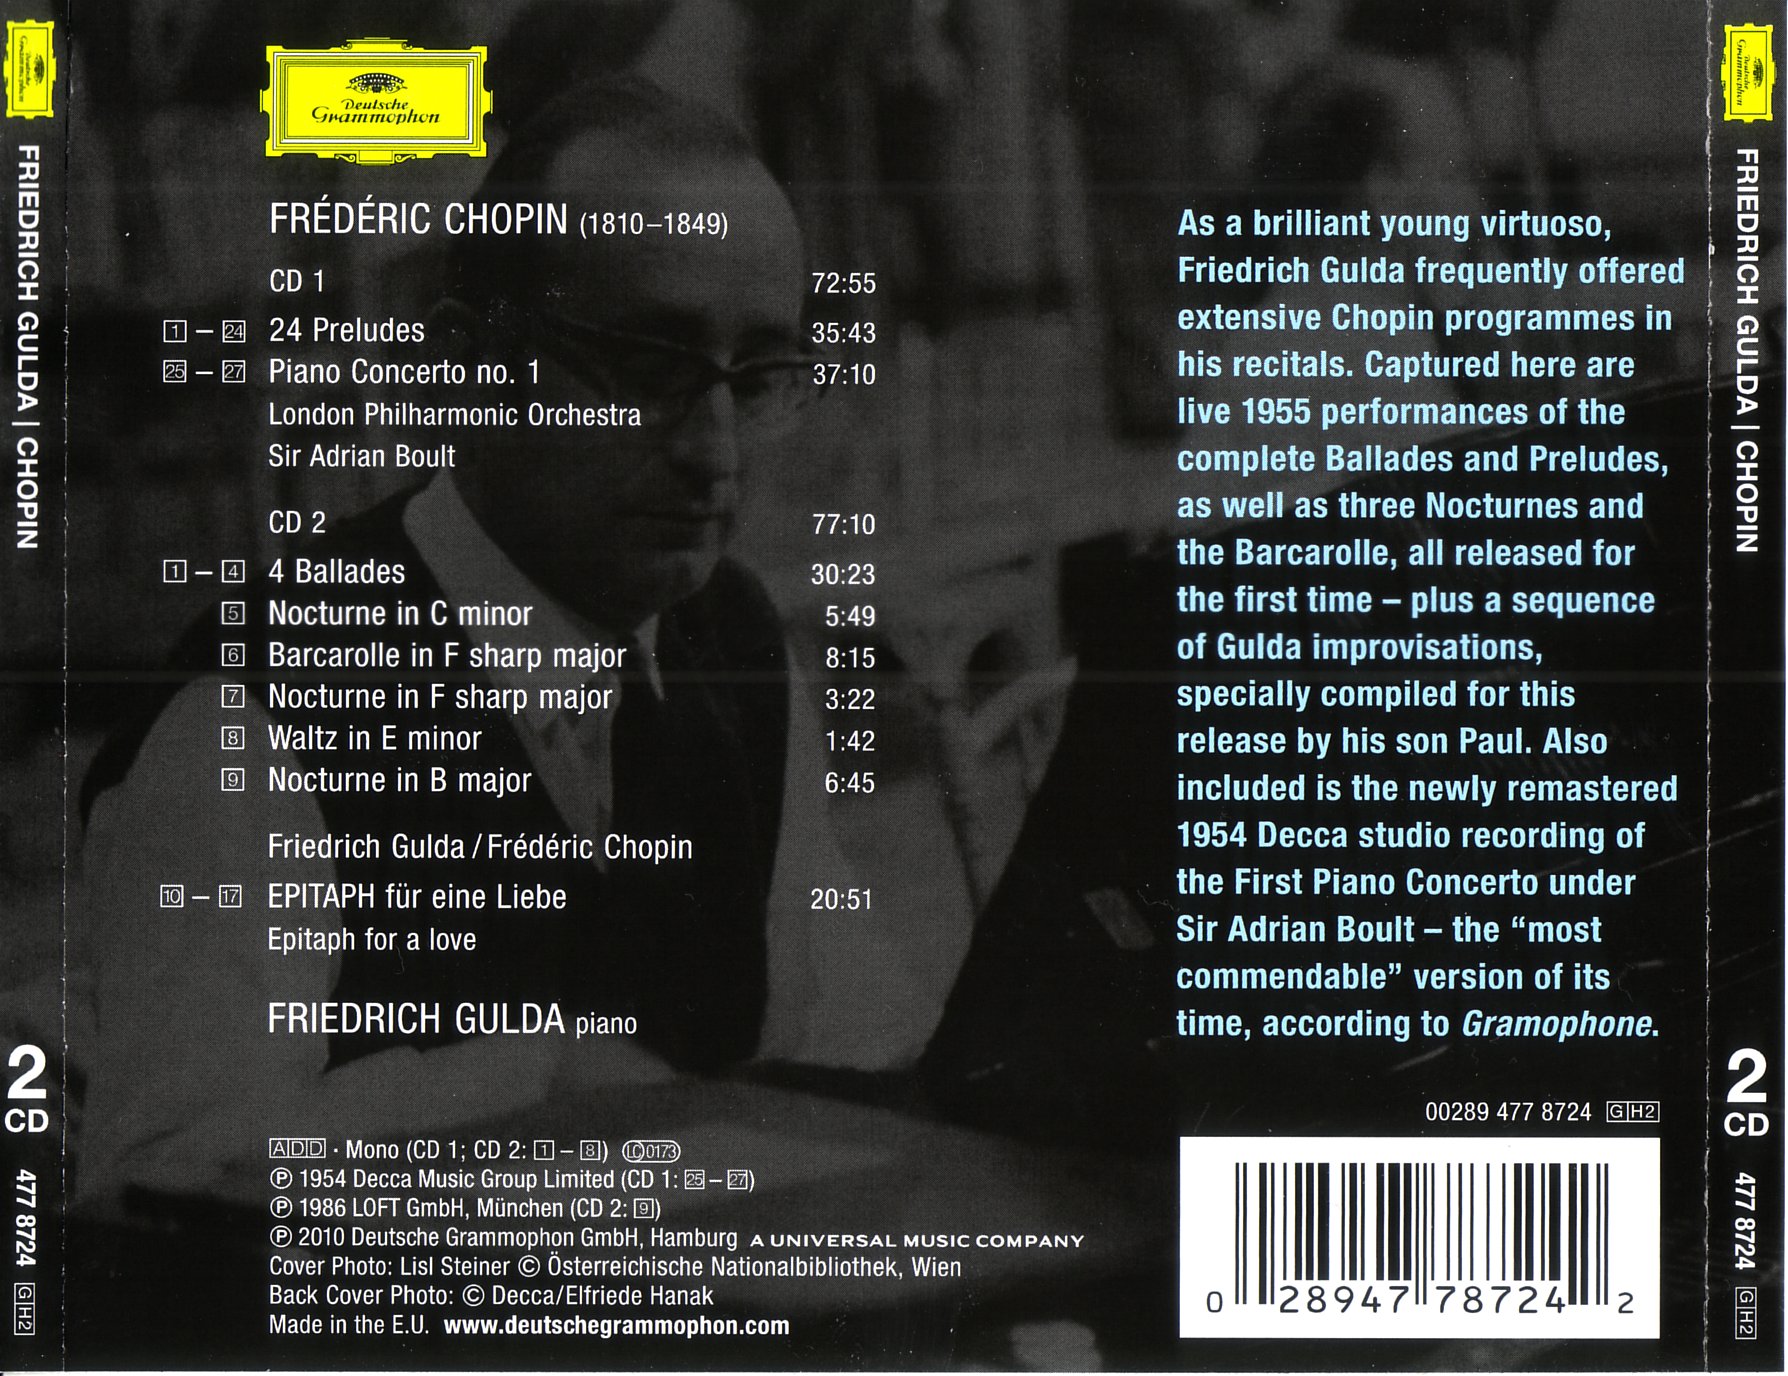 Deutsche
Grammophon
FRIEDRICH GULDA | CHOPIN
2
CD
477 8724
GH2
Deutsche
Grammophon
FRÉDÉRIC CHOPIN (1810–1849)
CD 1 72:55
1 – 24 24 Preludes 35:43
25 – 27 Piano Concerto no. 1 37:10
London Philharmonic Orchestra
Sir Adrian Boult
CD 2 77:10
1 – 4 4 Ballades 30:23
5 Nocturne in C minor 5:49
6 Barcarolle in F sharp major 8:15
7 Nocturne in F sharp major 3:22
8 Waltz in E minor 1:42
9 Nocturne in B major 6:45
Friedrich Gulda / Frédéric Chopin
10 – 17 EPITAPH für eine Liebe 20:51
Epitaph for a love
FRIEDRICH GULDA piano
ADD · Mono (CD 1; CD 2: 1 – 8) LC 0173
℗ 1954 Decca Music Group Limited (CD 1: 25 – 27)
℗ 1986 LOFT GmbH, München (CD 2: 9)
℗ 2010 Deutsche Grammophon GmbH, Hamburg A UNIVERSAL MUSIC COMPANY
Cover Photo: Lisl Steiner © Österreichische Nationalbibliothek, Wien
Back Cover Photo: © Decca/Elfriede Hanak
Made in the E.U. www.deutschegrammophon.com
As a brilliant young virtuoso,
Friedrich Gulda frequently offered
extensive Chopin programmes in
his recitals. Captured here are
live 1955 performances of the
complete Ballades and Preludes,
as well as three Nocturnes and
the Barcarolle, all released for
the first time – plus a sequence
of Gulda improvisations,
specially compiled for this
release by his son Paul. Also
included is the newly remastered
1954 Decca studio recording of
the First Piano Concerto under
Sir Adrian Boult – the “most
commendable” version of its
time, according to Gramophone.
00289 477 8724 GH2
0 28947 78724 2
Deutsche
Grammophon
FRIEDRICH GULDA | CHOPIN
2
CD
477 8724
GH2